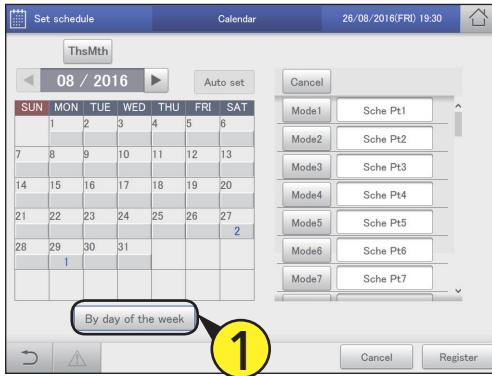 Set schedule Calendar 26/08/2016(FRI) 19:30
ThsMth
08 / 2016 Auto set Cancel
SUN MON TUE WED THU FRI SAT
1 2 3 4 5 6
7 8 9 10 11 12 13
14 15 16 17 18 19 20
21 22 23 24 25 26 27
2
28 29 30 31
1
Mode1 Sche Pt1
Mode2 Sche Pt2
Mode3 Sche Pt3
Mode4 Sche Pt4
Mode5 Sche Pt5
Mode6 Sche Pt6
Mode7 Sche Pt7
By day of the week
1
Cancel Register